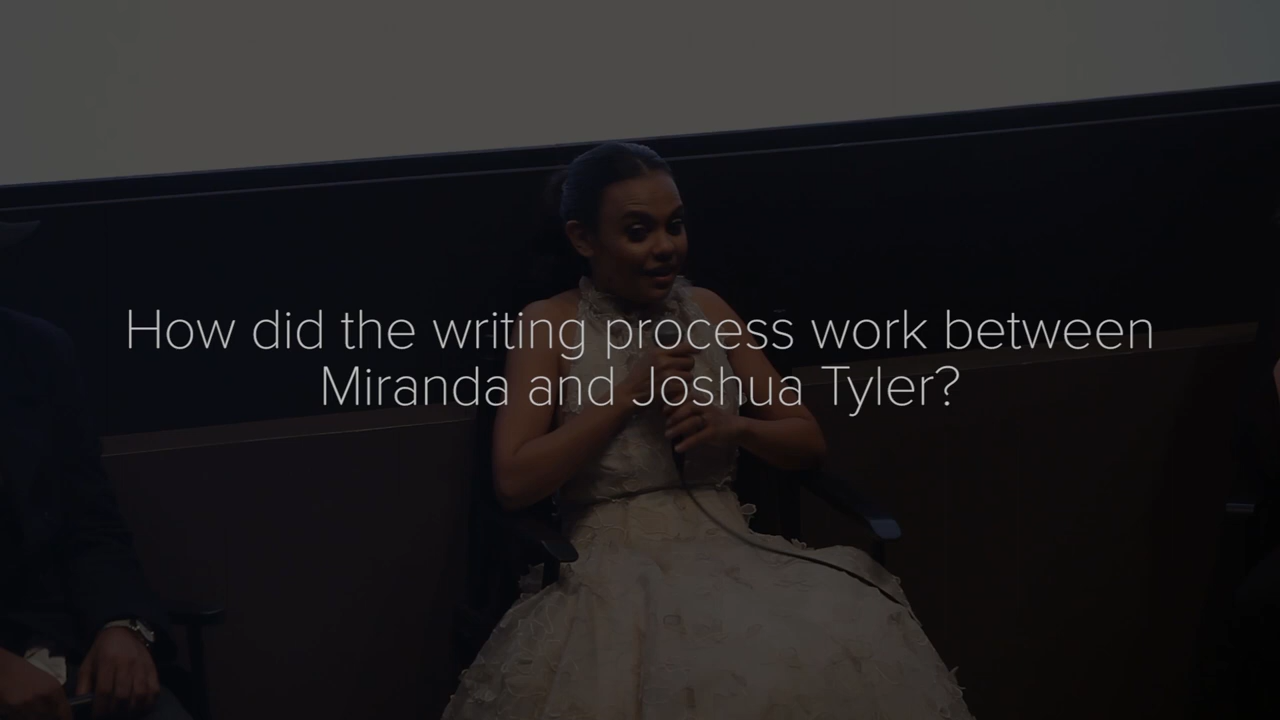 How did the writing process work between
Miranda and Joshua Tyler?